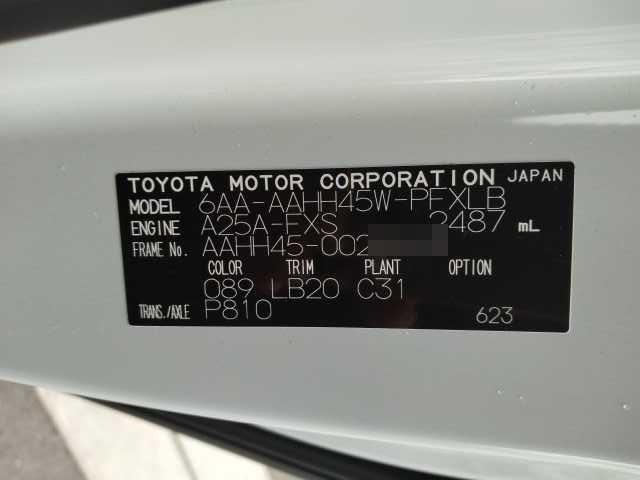 TOYOTA MOTOR CORPORATION JAPAN
MODEL 6AA-AAHH45W-PFXLB
ENGINE A25A-FXS 2487 mL
FRAME No. AAHH45-002
COLOR TRIM PLANT OPTION
089 LB20 C31
TRANS./AXLE P810 623